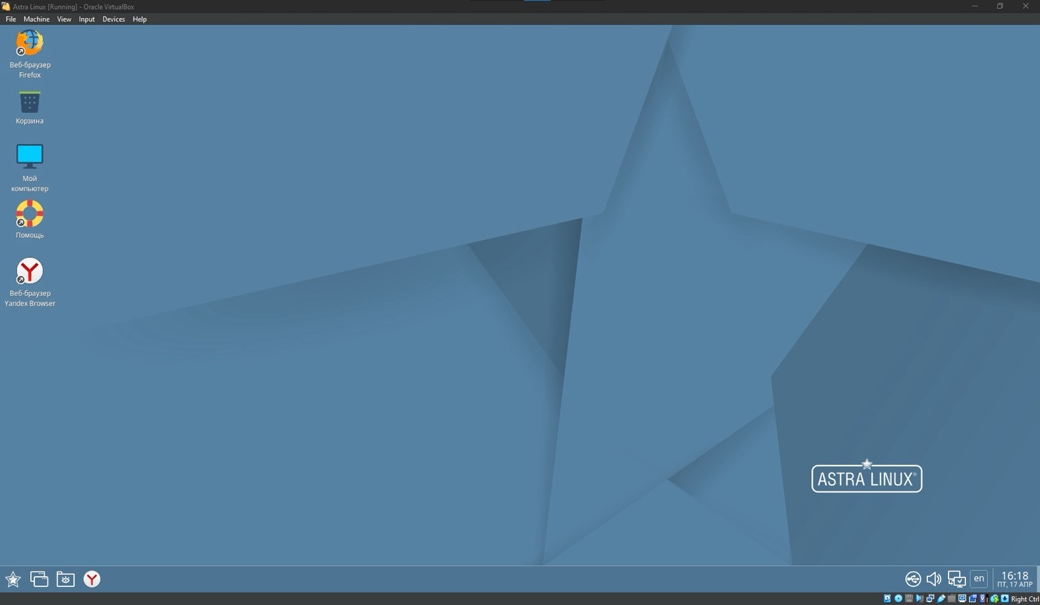 Astra Linux [Running] - Oracle VirtualBox
File Machine View Input Devices Help
Веб-браузер
Firefox
Корзина
Мой
компьютер
Помощь
Веб-браузер
Yandex Browser
ASTRA LINUX®
en
16:18
ПТ, 17 АПР
Right Ctrl